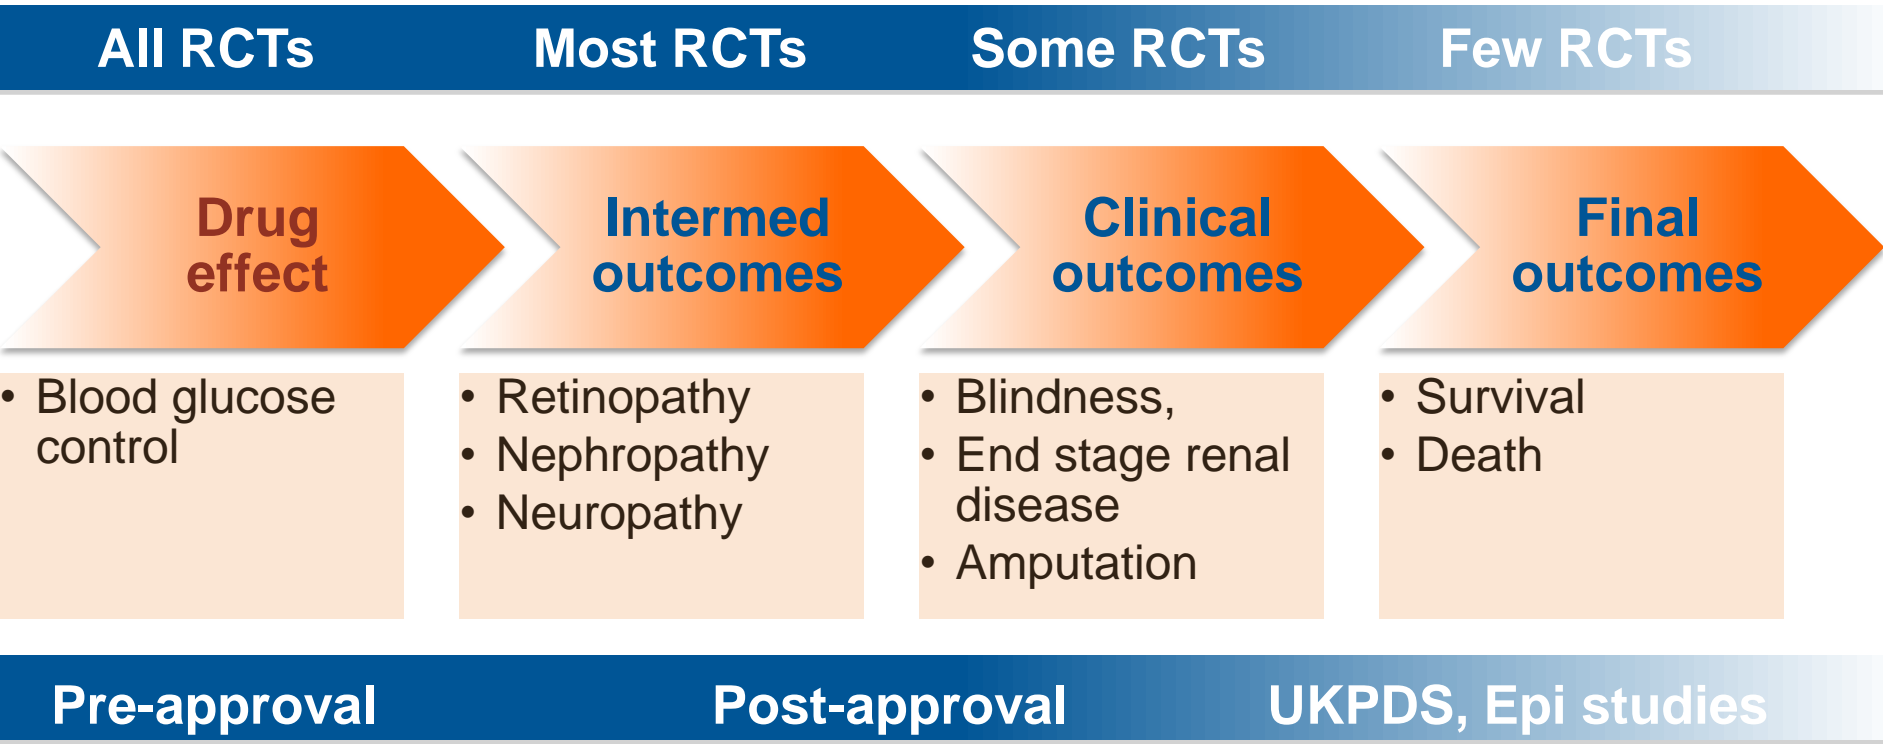 All RCTs Most RCTs Some RCTs Few RCTs
Drug
effect
Intermed
outcomes
Clinical
outcomes
Final
outcomes
• Blood glucose
control
• Retinopathy
• Nephropathy
• Neuropathy
• Blindness,
• End stage renal
disease
• Amputation
• Survival
• Death
Pre-approval Post-approval UKPDS, Epi studies